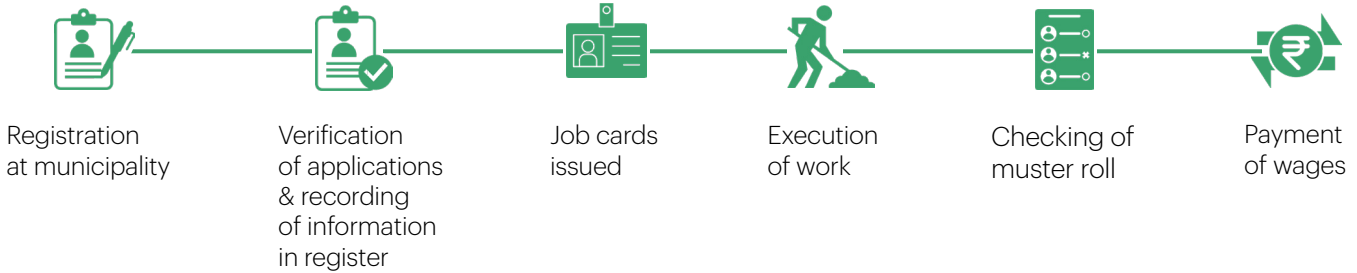 Registration
at municipality
Verification
of applications
& recording
of information
in register
Job cards
issued
Execution
of work
Checking of
muster roll
₹
Payment
of wages